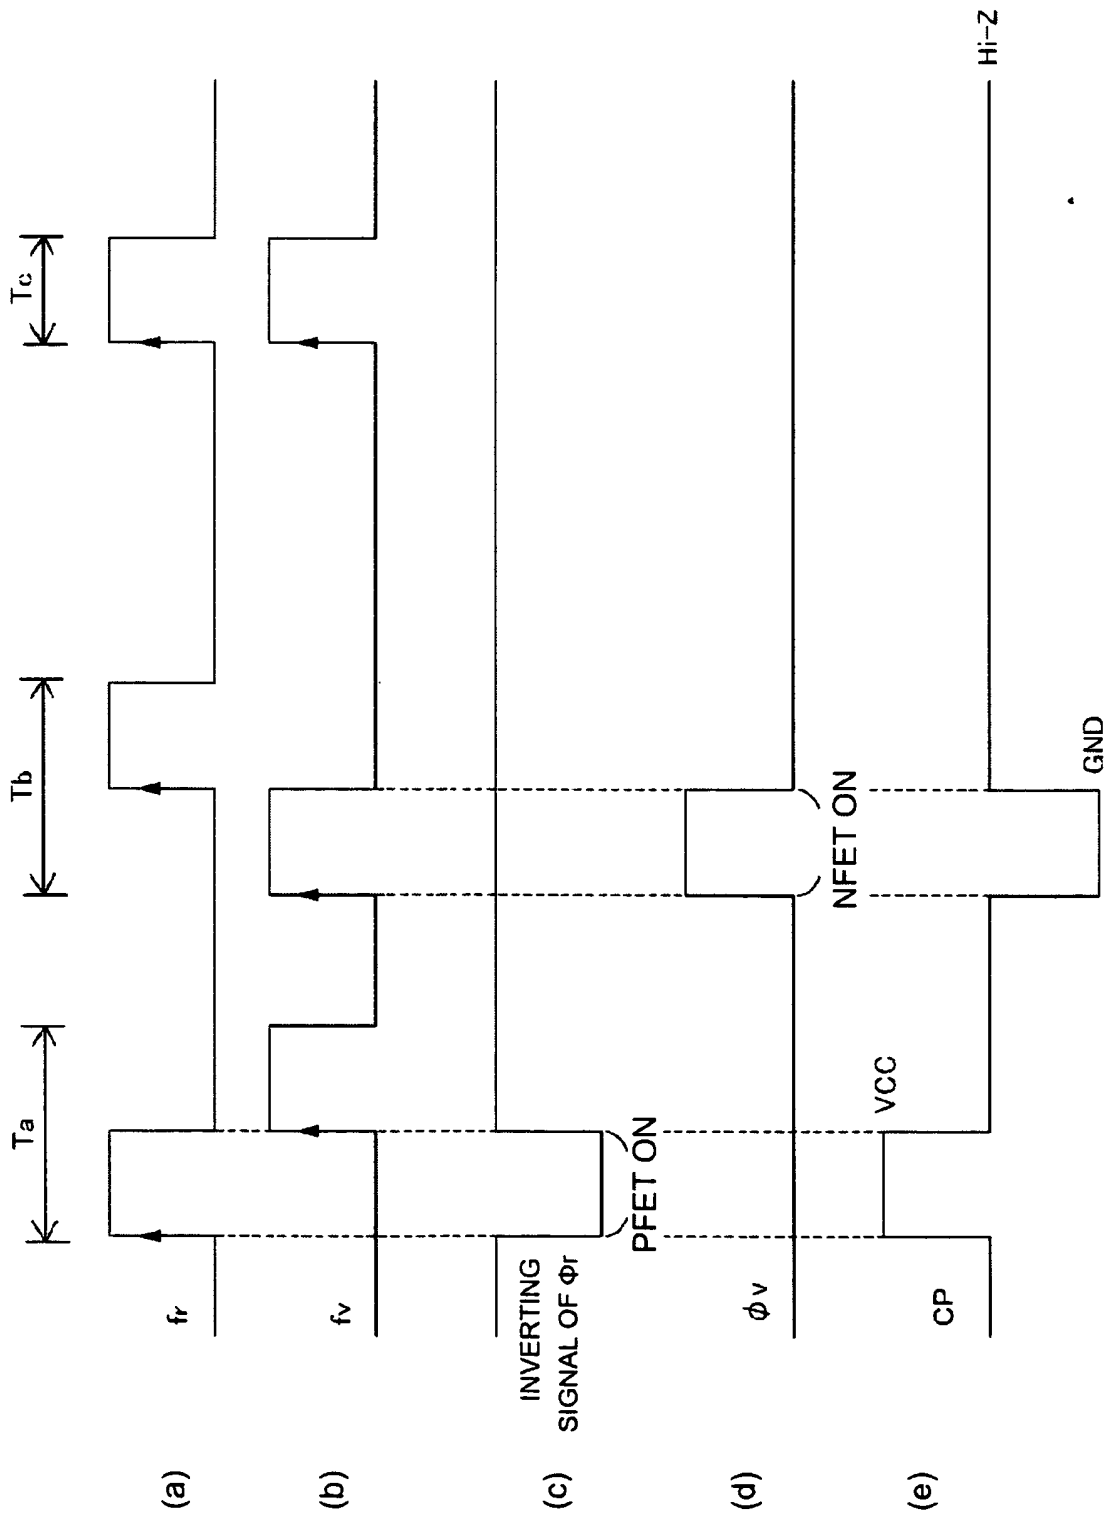 Ta
Tb
Tc
(a)
fr
(b)
fv
(c)
INVERTING
SIGNAL OF Φr
PFET ON
(d)
ϕv
NFET ON
(e)
CP
VCC
GND
Hi-Z